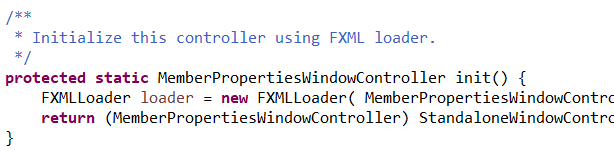 /**
* Initialize this controller using FXML loader.
*/
protected static MemberPropertiesWindowController init() {
FXMLLoader loader = new FXMLLoader( MemberPropertiesWindowContro
return (MemberPropertiesWindowController) StandaloneWindowContro
}